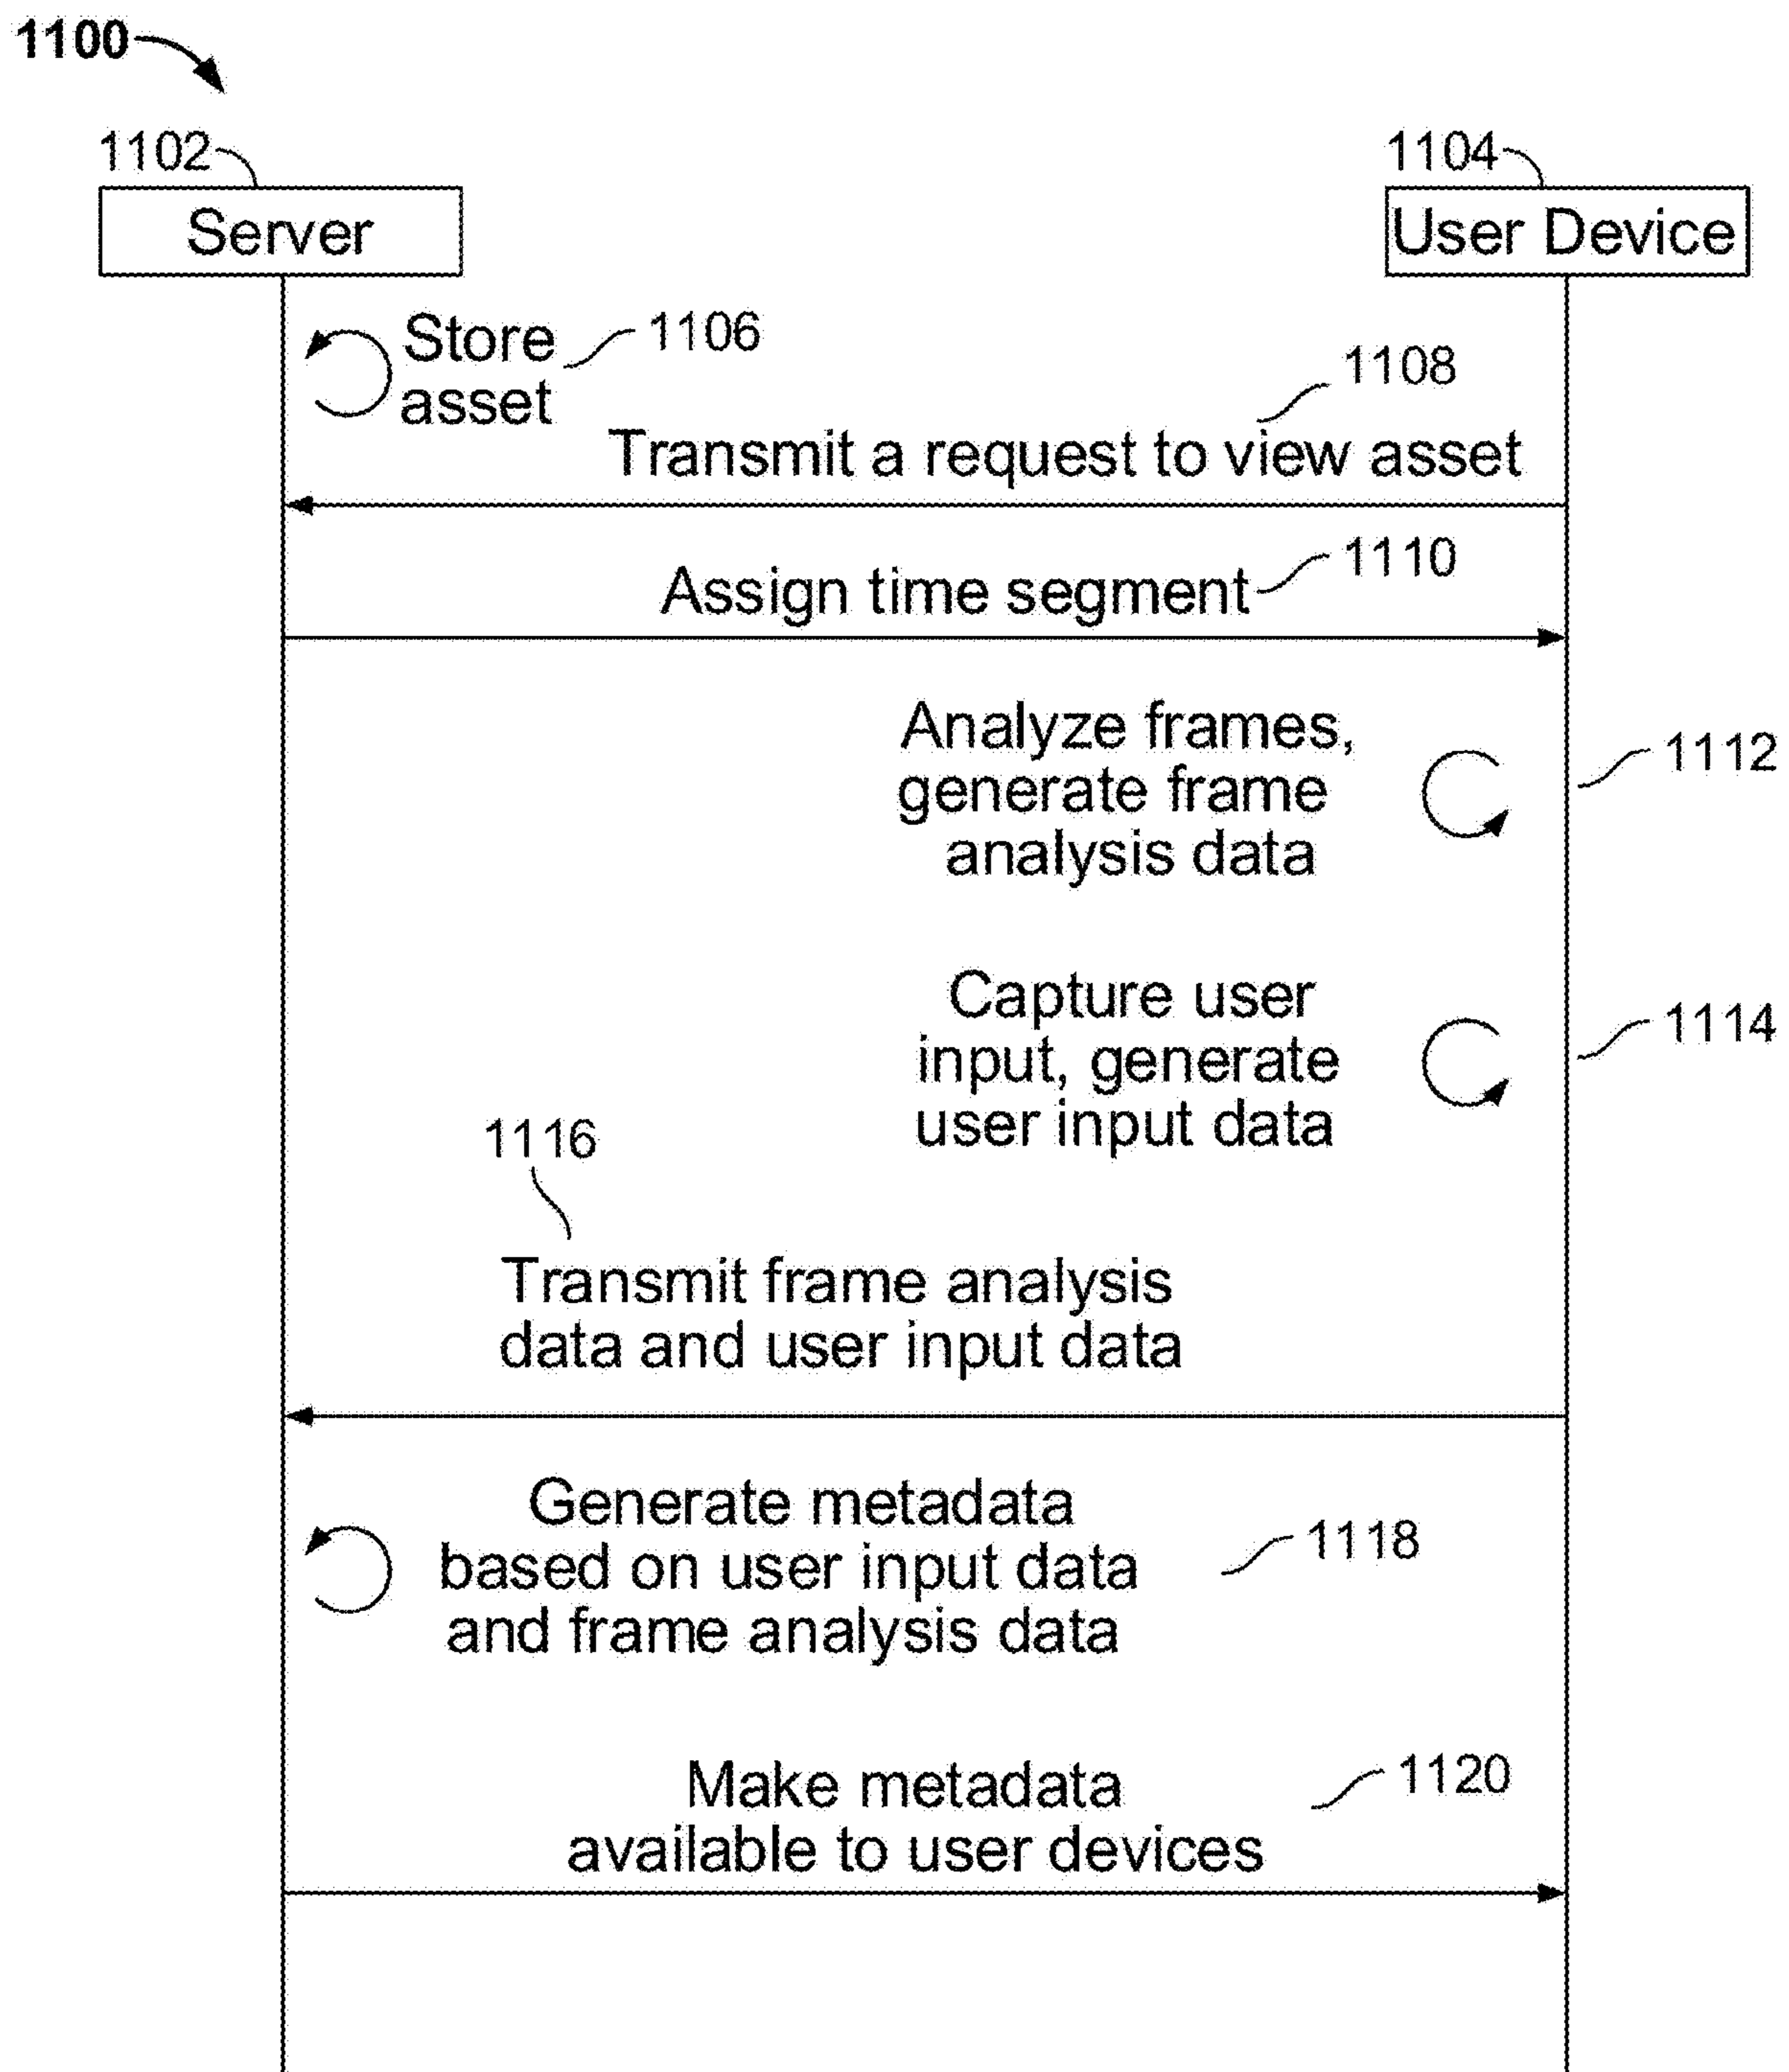 1100
1102
1104
Server
User Device
Store
asset
1106
1108
Transmit a request to view asset
1110
Assign time segment
Analyze frames,
generate frame
analysis data
1112
Capture user
input, generate
user input data
1114
1116
Transmit frame analysis
data and user input data
Generate metadata
based on user input data
and frame analysis data
1118
Make metadata
available to user devices
1120